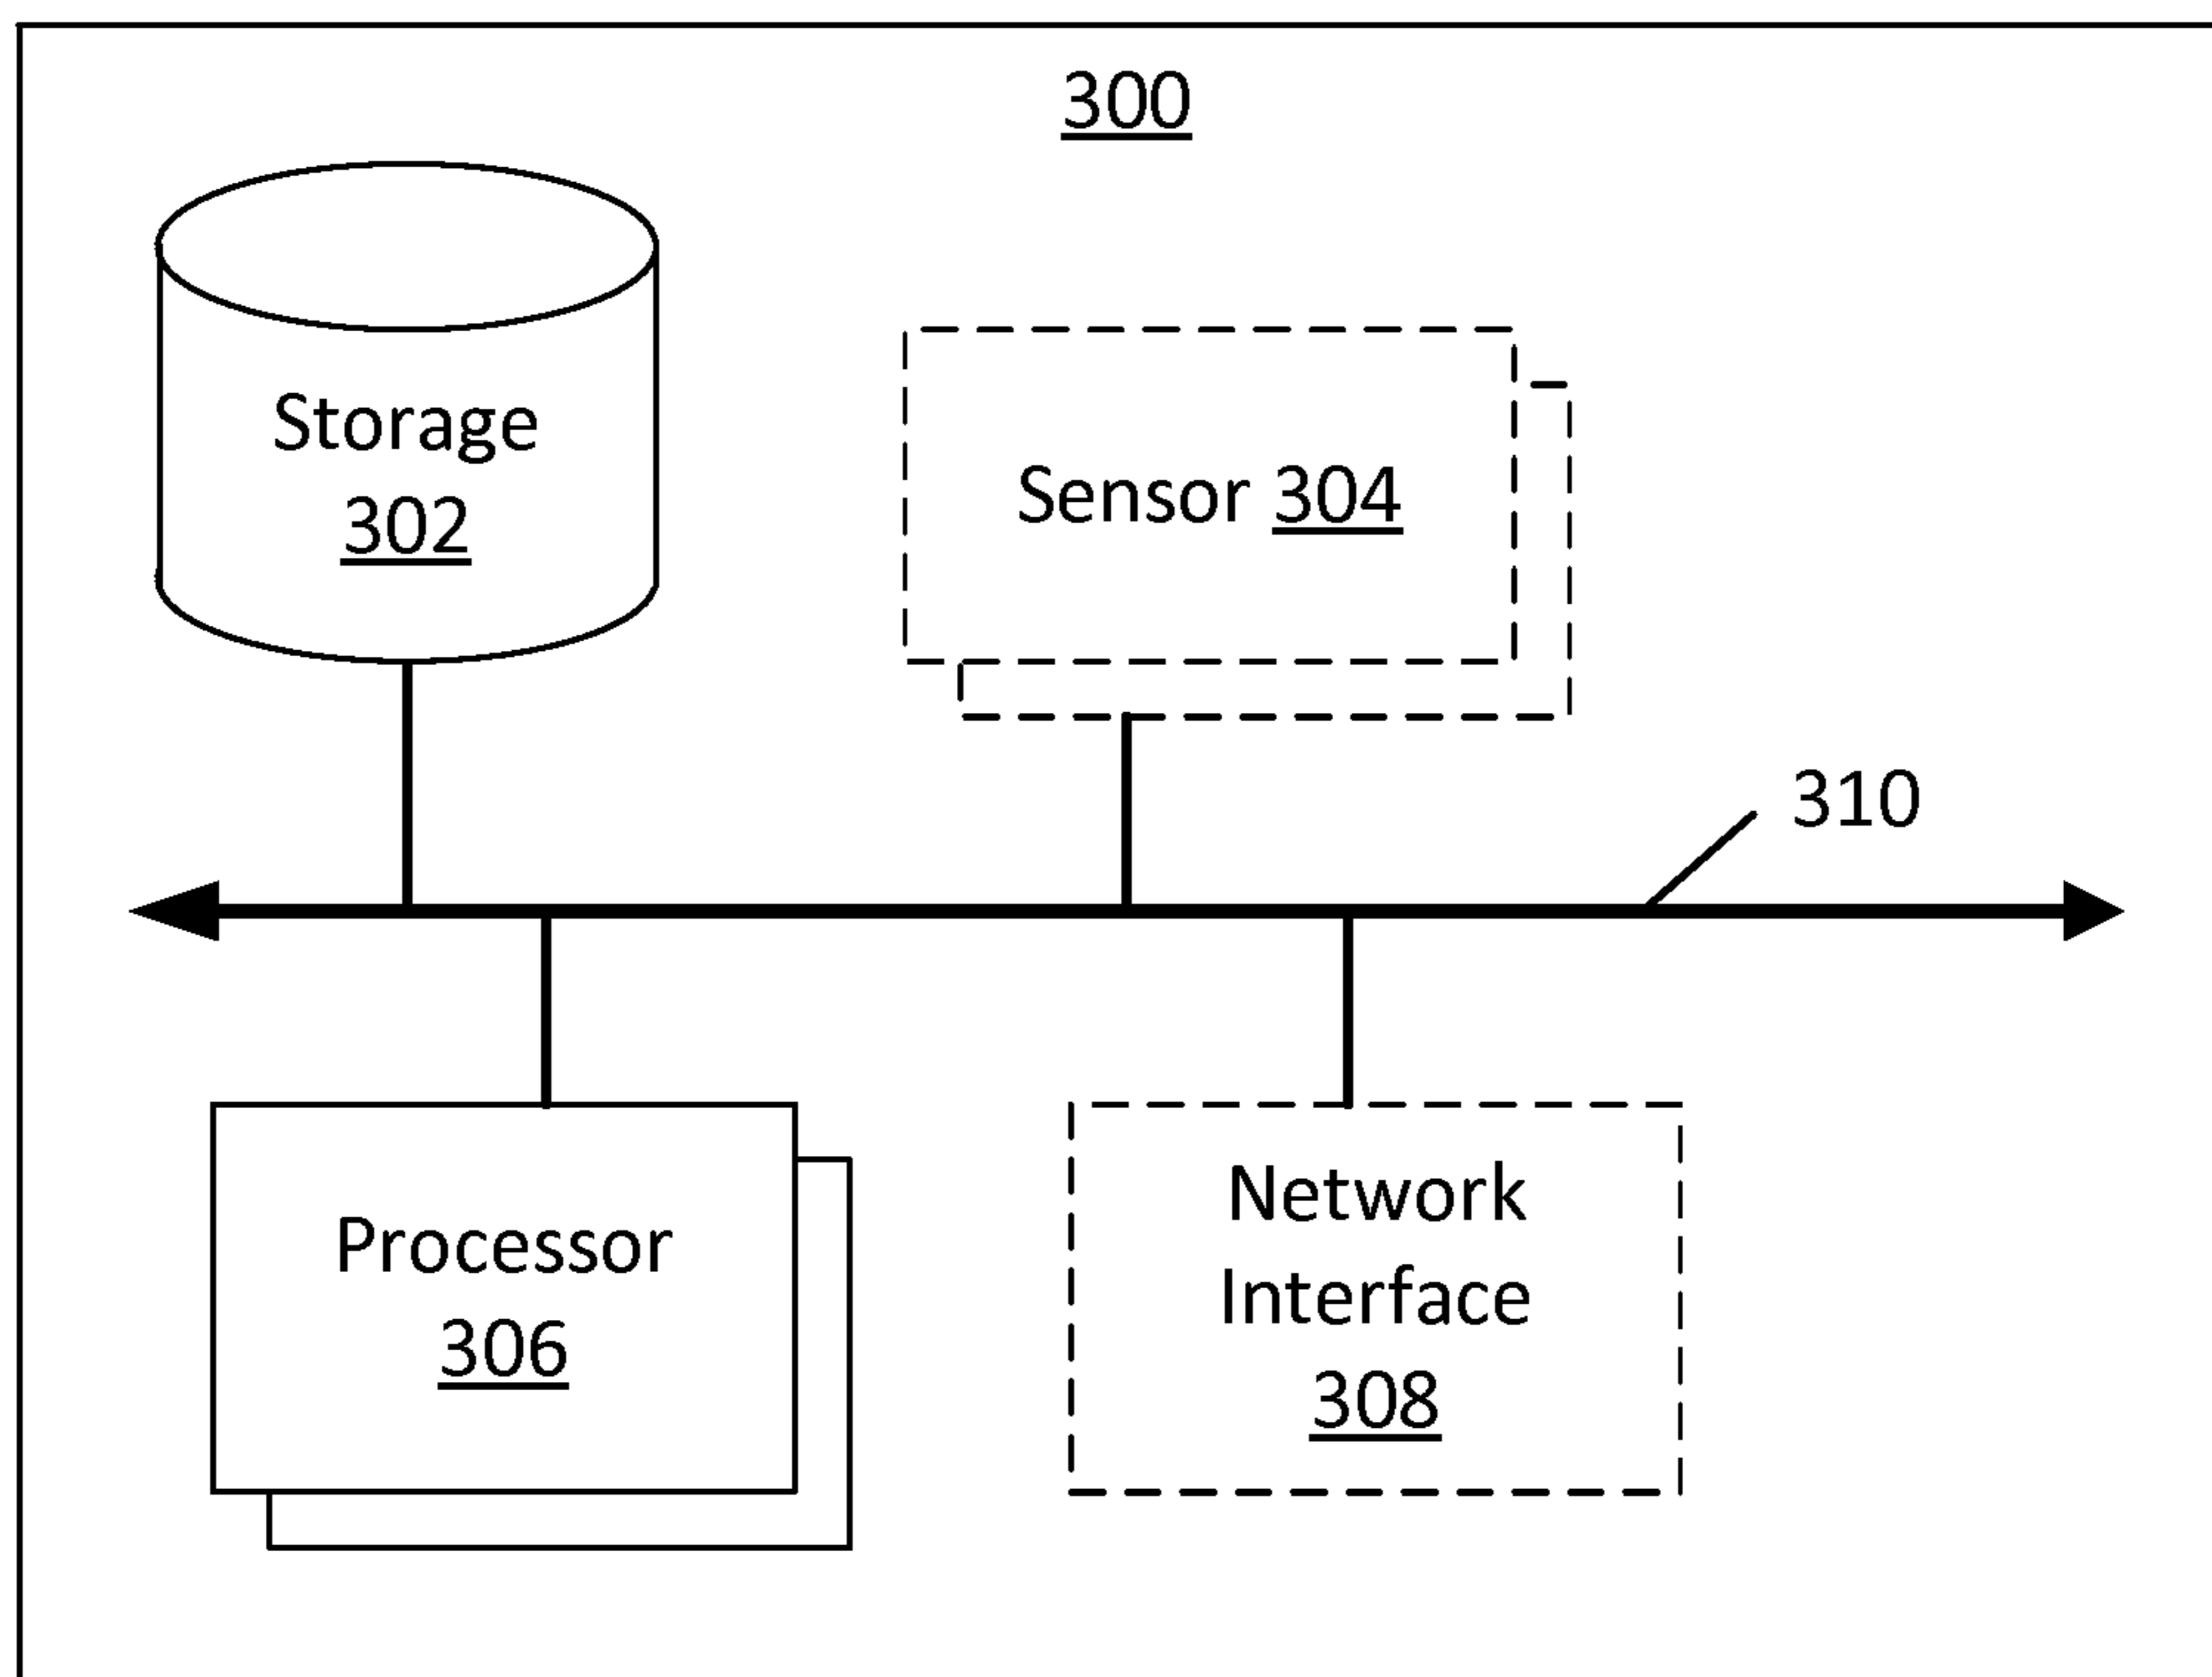 300
Storage
302
Sensor 304
310
Processor
306
Network
Interface
308